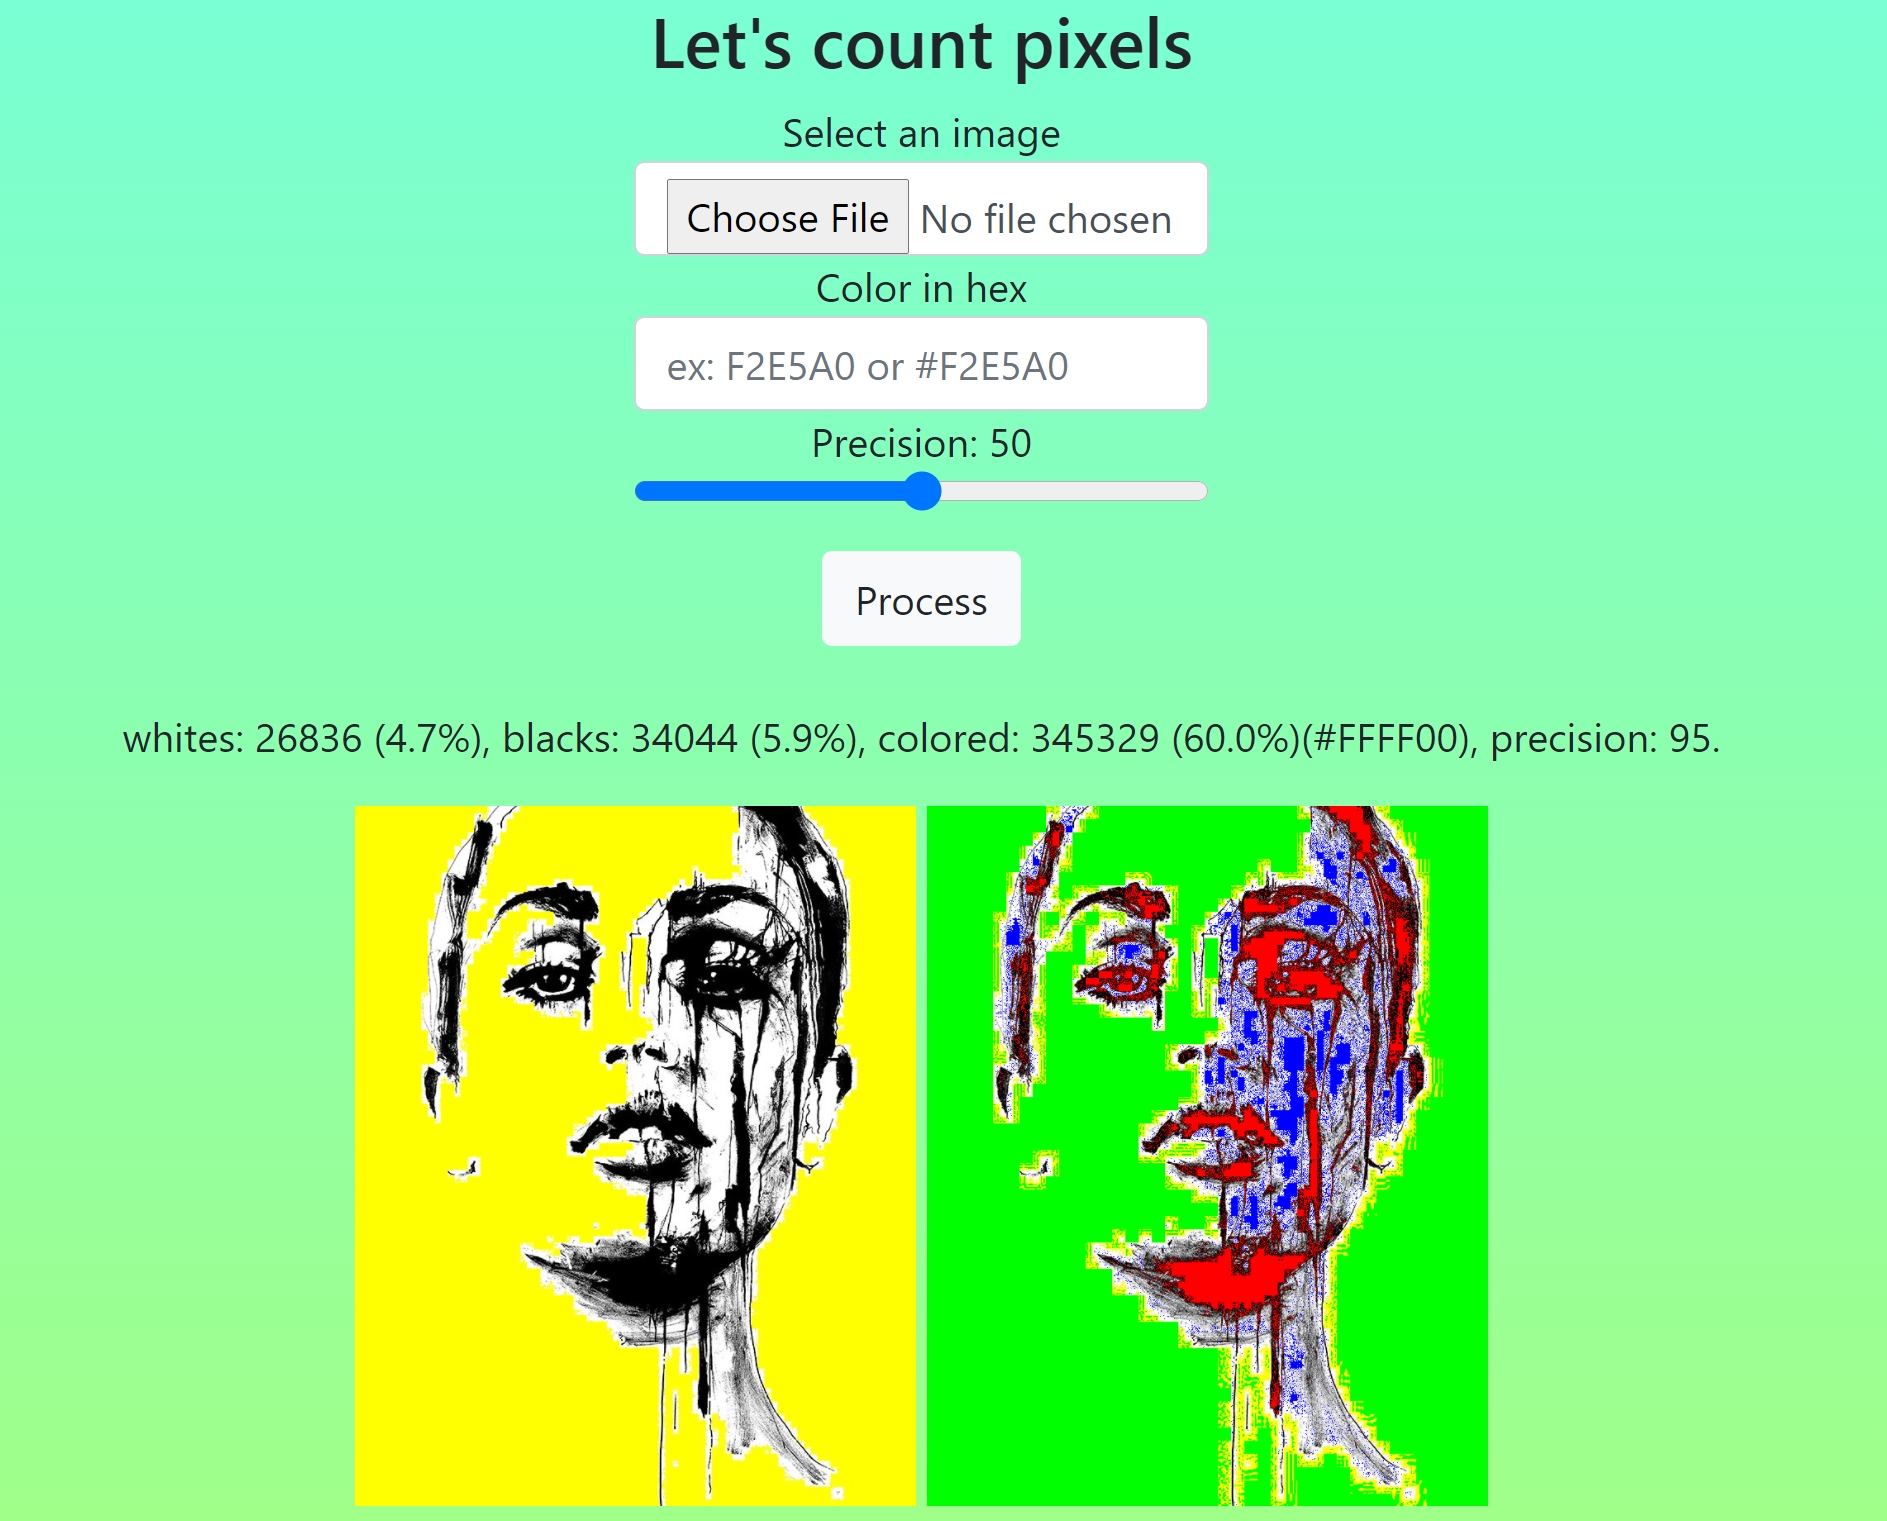 Let's count pixels
Select an image
Choose File No file chosen
Color in hex
ex: F2E5A0 or #F2E5A0
Precision: 50
Process
whites: 26836 (4.7%), blacks: 34044 (5.9%), colored: 345329 (60.0%)(#FFFF00), precision: 95.